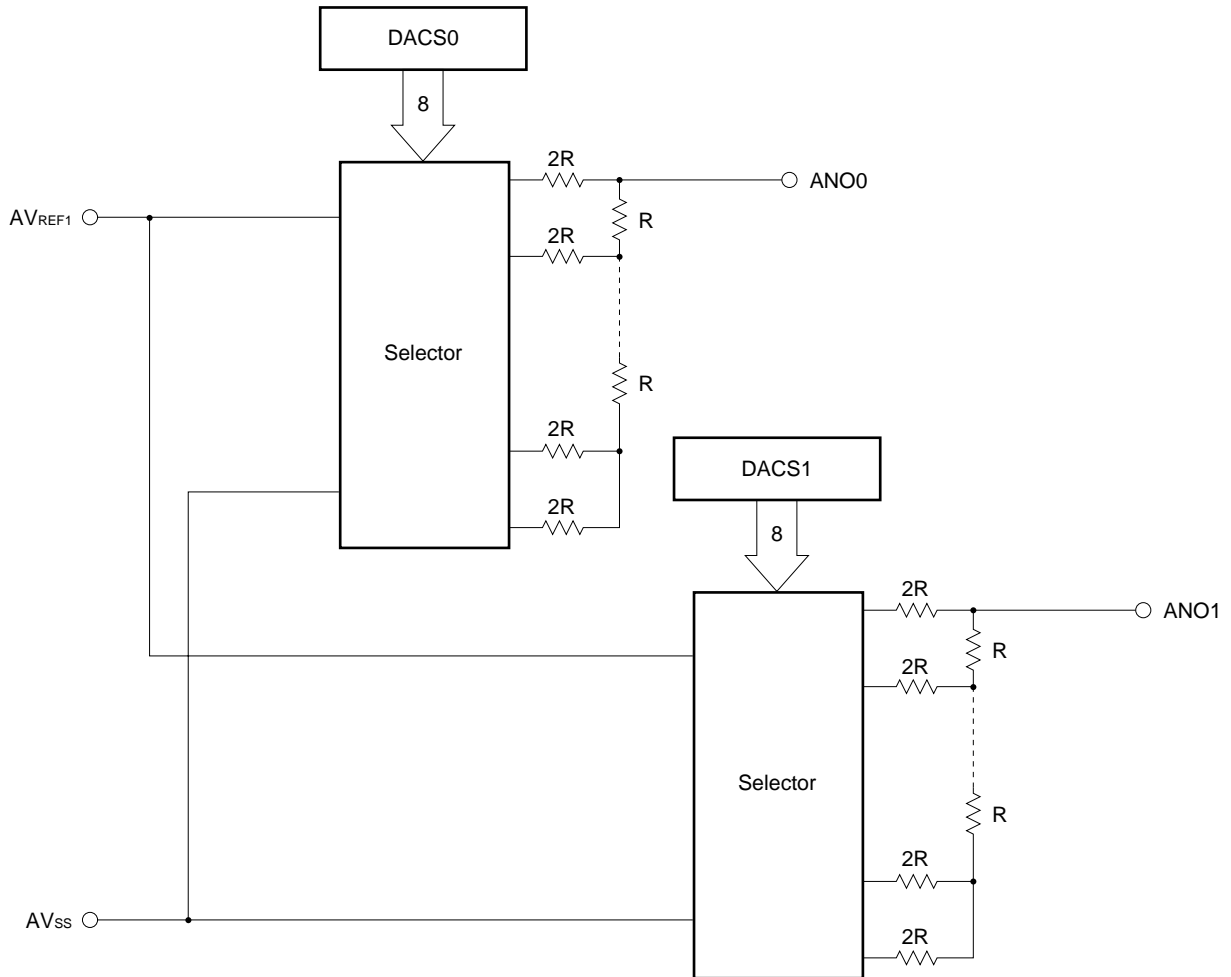 DACS0
8
2R
ANO0
AVREF1
R
2R
Selector
R
2R
DACS1
2R
8
2R
ANO1
R
2R
Selector
R
2R
AVSS
2R